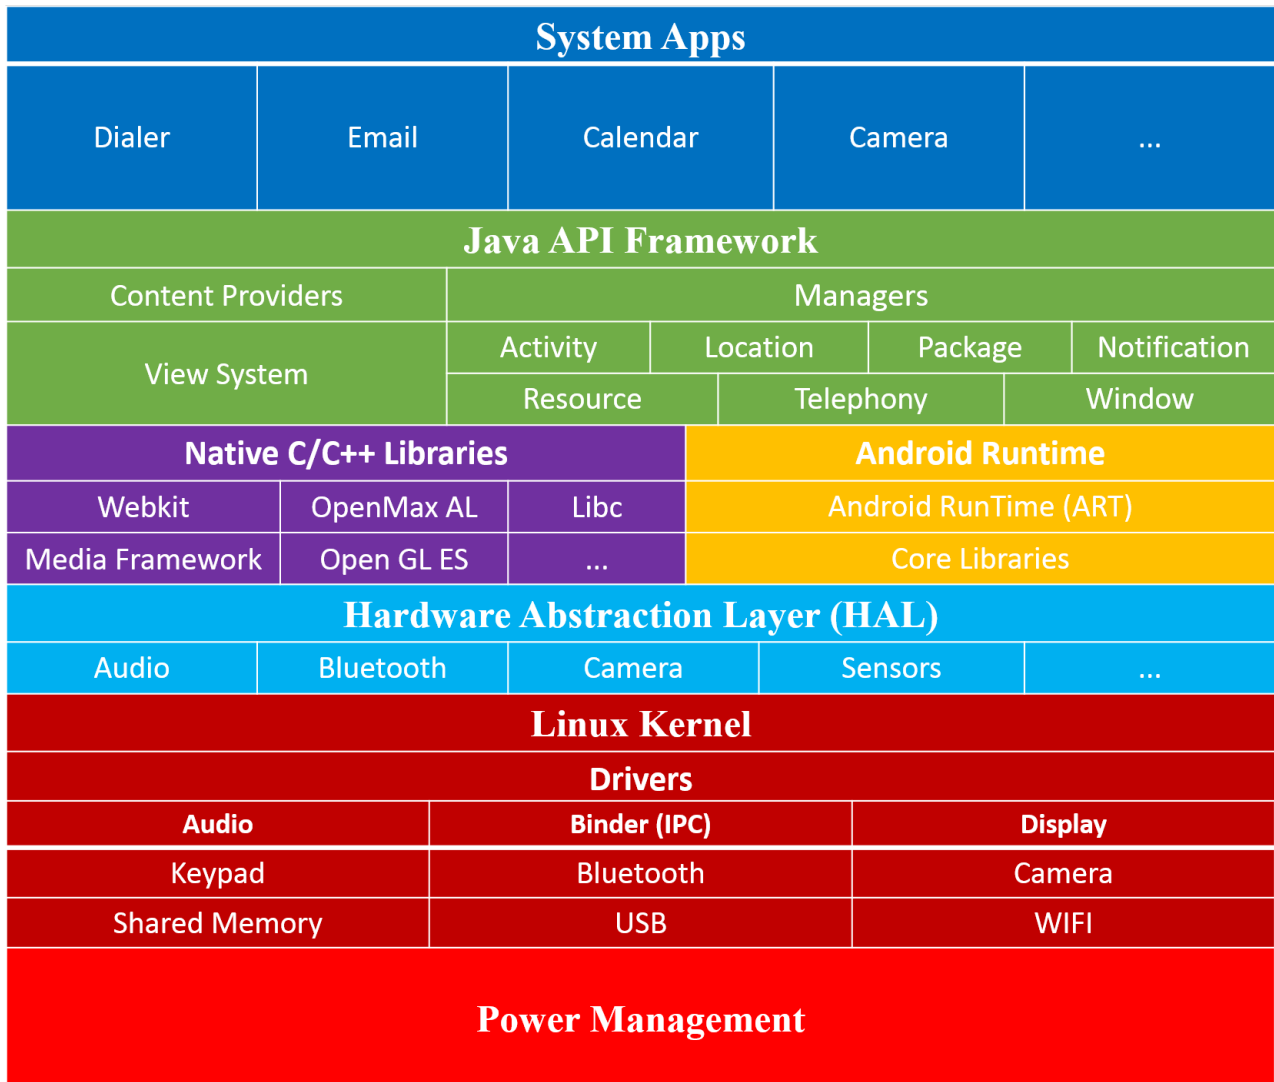 System Apps
Dialer Email Calendar Camera ...
Java API Framework
Content Providers Managers
View System
Activity Location Package Notification
Resource Telephony Window
Native C/C++ Libraries Android Runtime
Webkit OpenMax AL Libc Android RunTime (ART)
Media Framework Open GL ES ... Core Libraries
Hardware Abstraction Layer (HAL)
Audio Bluetooth Camera Sensors ...
Linux Kernel
Drivers
Audio Binder (IPC) Display
Keypad Bluetooth Camera
Shared Memory USB WIFI
Power Management